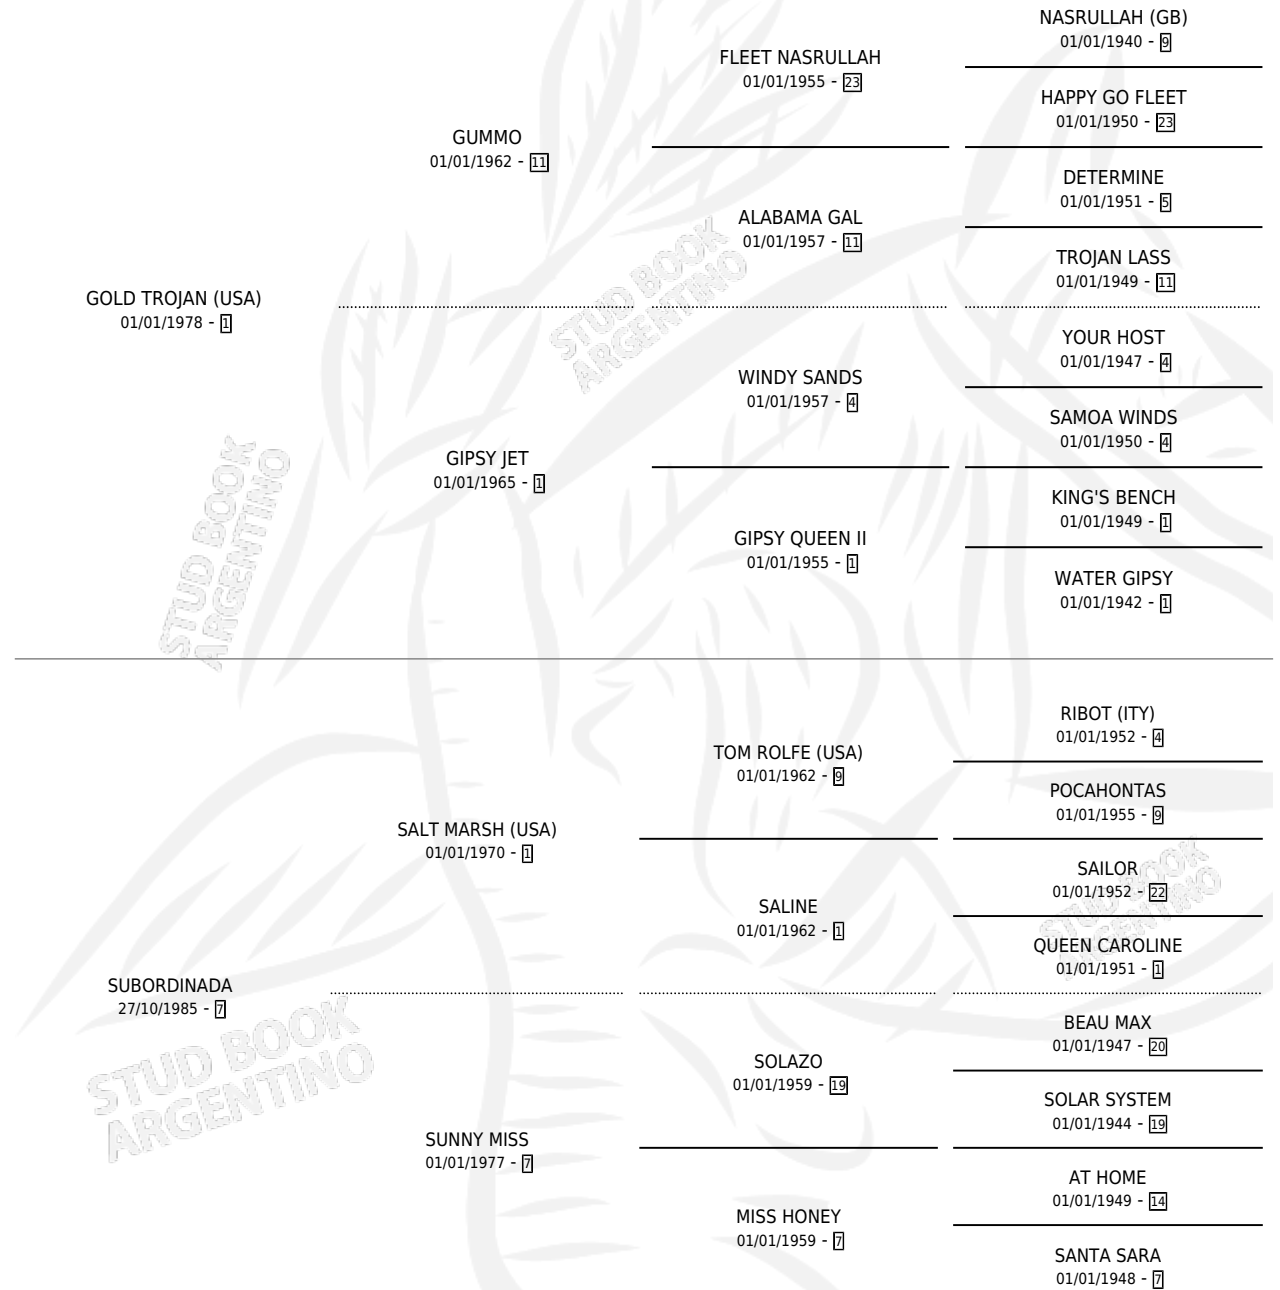 NASRULLAH (GB)
01/01/1940 - 9
FLEET NASRULLAH
01/01/1955 - 23
HAPPY GO FLEET
01/01/1950 - 23
GUMMO
01/01/1962 - 11
DETERMINE
01/01/1951 - 5
ALABAMA GAL
01/01/1957 - 11
TROJAN LASS
01/01/1949 - 11
GOLD TROJAN (USA)
01/01/1978 - 1
YOUR HOST
01/01/1947 - 4
WINDY SANDS
01/01/1957 - 4
SAMOA WINDS
01/01/1950 - 4
GIPSY JET
01/01/1965 - 1
KING'S BENCH
01/01/1949 - 1
GIPSY QUEEN II
01/01/1955 - 1
WATER GIPSY
01/01/1942 - 1
RIBOT (ITY)
01/01/1952 - 4
TOM ROLFE (USA)
01/01/1962 - 9
POCAHONTAS
01/01/1955 - 9
SALT MARSH (USA)
01/01/1970 - 1
SAILOR
01/01/1952 - 22
SALINE
01/01/1962 - 1
QUEEN CAROLINE
01/01/1951 - 1
SUBORDINADA
27/10/1985 - 7
BEAU MAX
01/01/1947 - 20
SOLAZO
01/01/1959 - 19
SOLAR SYSTEM
01/01/1944 - 19
SUNNY MISS
01/01/1977 - 7
AT HOME
01/01/1949 - 14
MISS HONEY
01/01/1959 - 7
SANTA SARA
01/01/1948 - 7
STUD BOOK
ARGENTINO
STUD BOOK
ARGENTINO
STUD BOOK
ARGENTINO
STUD BOOK
ARGENTINO